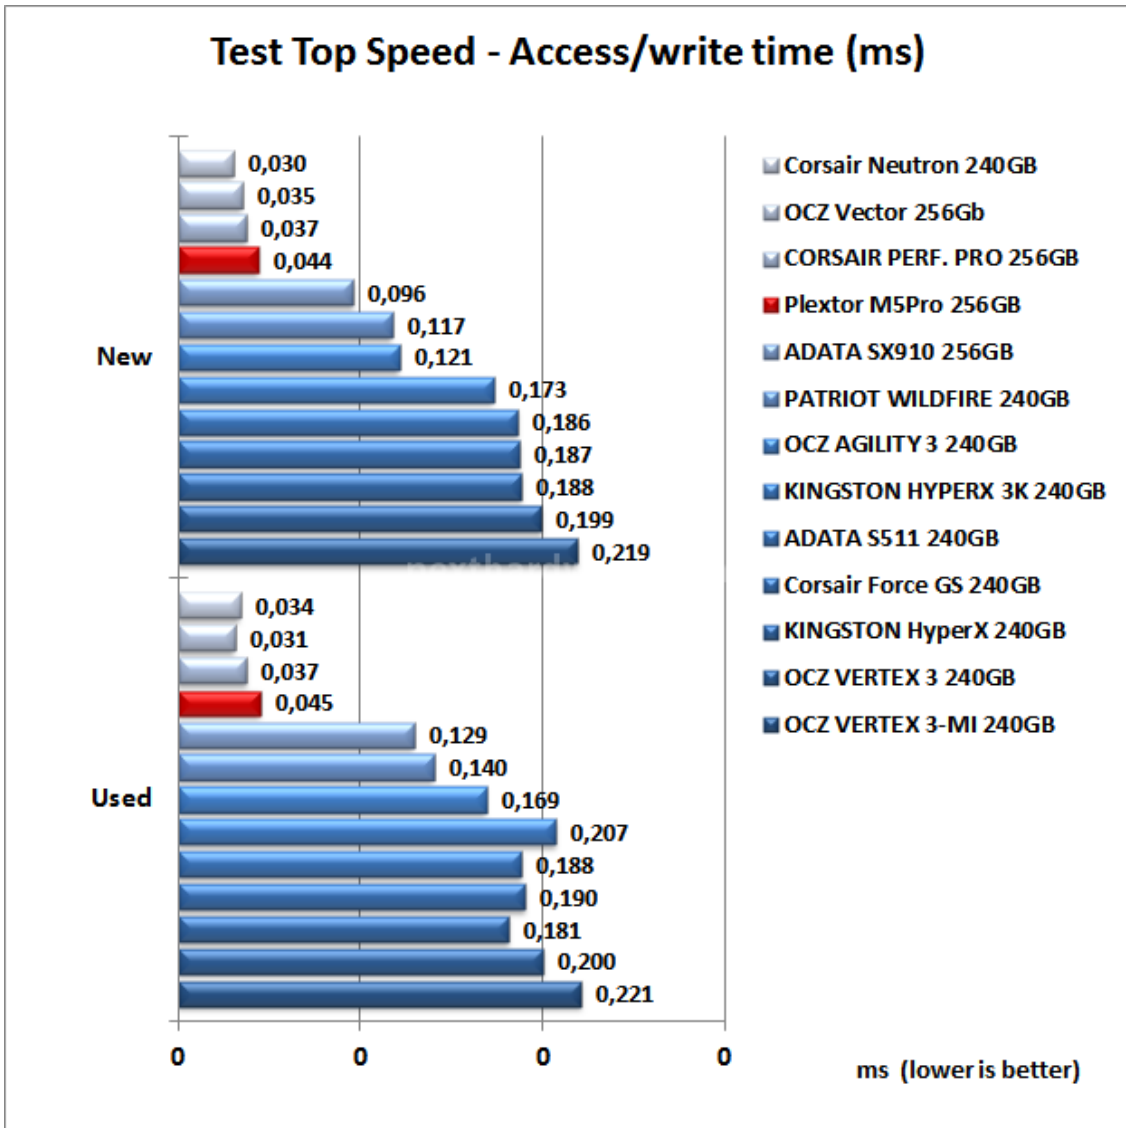 Test Top Speed - Access/write time (ms)
New
0,030
0,035
0,037
0,044
0,096
0,117
0,121
0,173
0,186
0,187
0,188
0,199
0,219
Used
0,034
0,031
0,037
0,045
0,129
0,140
0,169
0,207
0,188
0,190
0,181
0,200
0,221
0 0 0 0
ms (lower is better)
Corsair Neutron 240GB
OCZ Vector 256Gb
CORSAIR PERF. PRO 256GB
Plextor M5Pro 256GB
ADATA SX910 256GB
PATRIOT WILDFIRE 240GB
OCZ AGILITY 3 240GB
KINGSTON HYPERX 3K 240GB
ADATA S511 240GB
Corsair Force GS 240GB
KINGSTON HyperX 240GB
OCZ VERTEX 3 240GB
OCZ VERTEX 3-MI 240GB